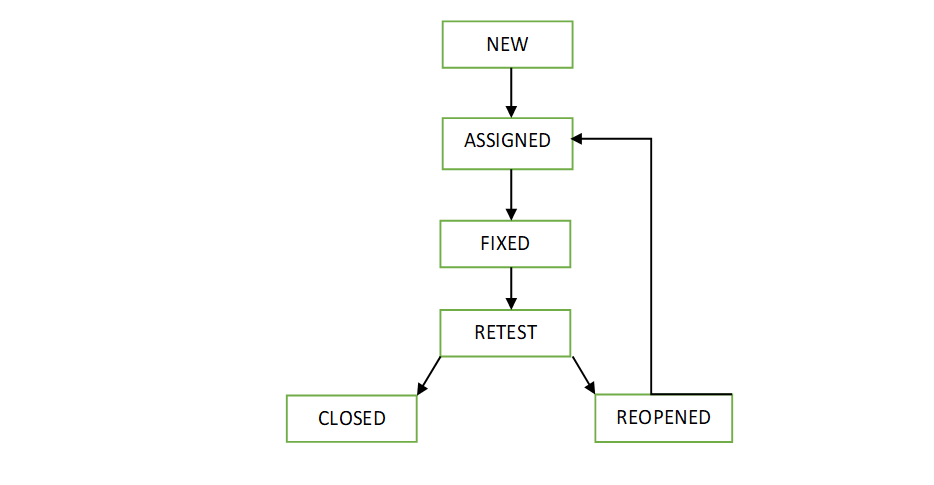 NEW
ASSIGNED
FIXED
RETEST
CLOSED
REOPENED